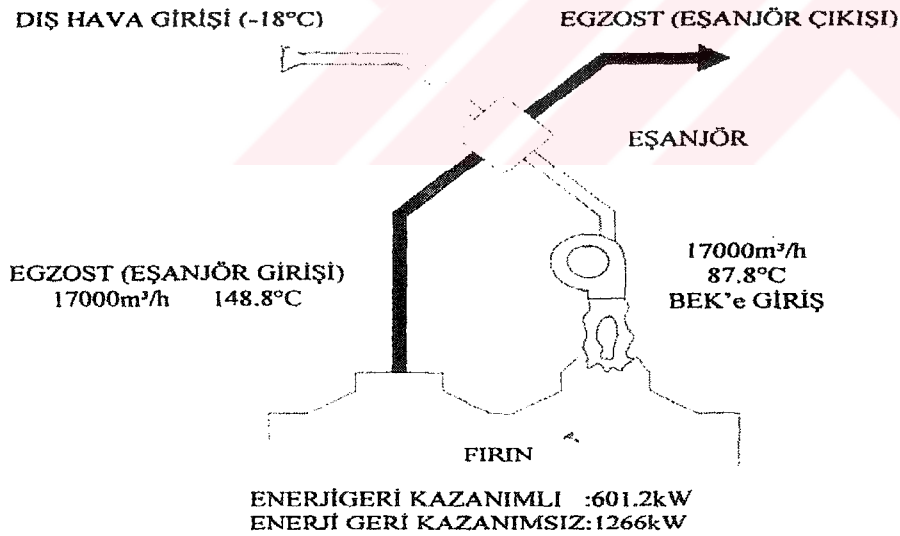 DIŞ HAVA GİRİŞİ (-18°C)
EGZOST (EŞANJÖR ÇIKIŞI)
EŞANJÖR
EGZOST (EŞANJÖR GİRİŞİ)
17000m³/h 148.8°C
17000m³/h
87.8°C
BEK'e GİRİŞ
FIRIN
ENERJİGERİ KAZANIMLI :601.2kW
ENERJİ GERİ KAZANIMSIZ:1266kW